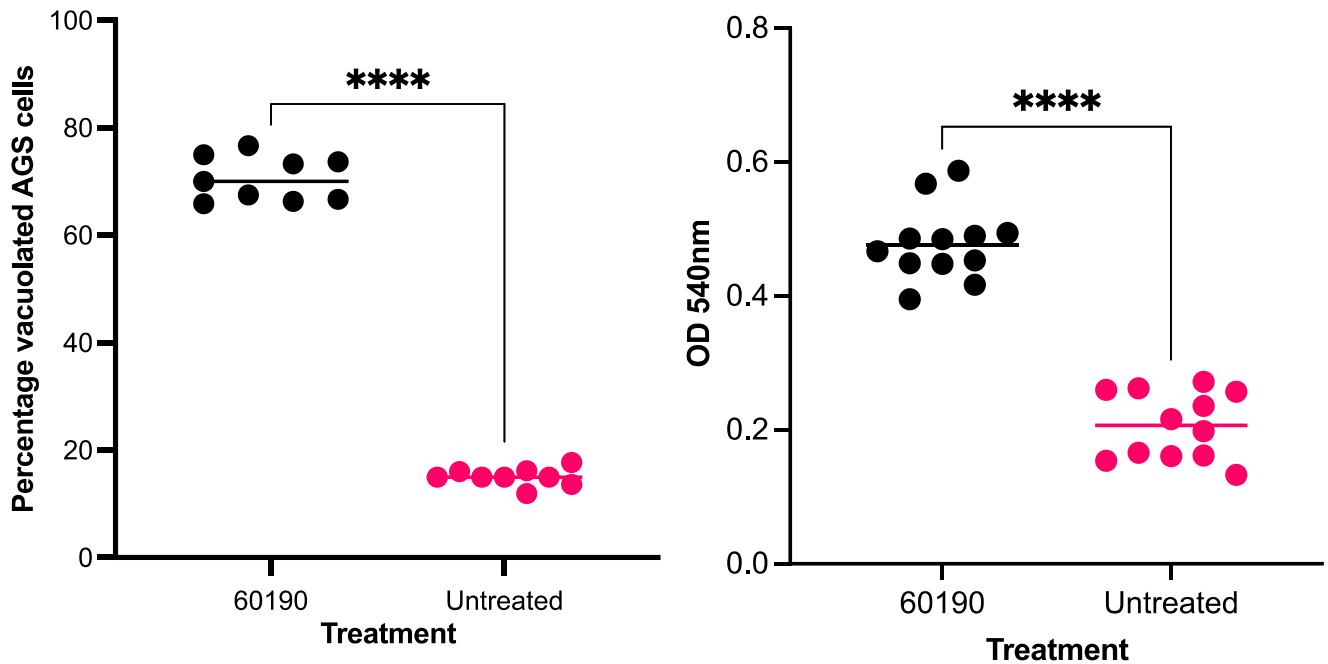 Percentage vacuolated AGS cells
100
80
60
40
20
0
****
60190
Untreated
Treatment
OD 540nm
0.8
0.6
0.4
0.2
0.0
****
60190
Untreated
Treatment